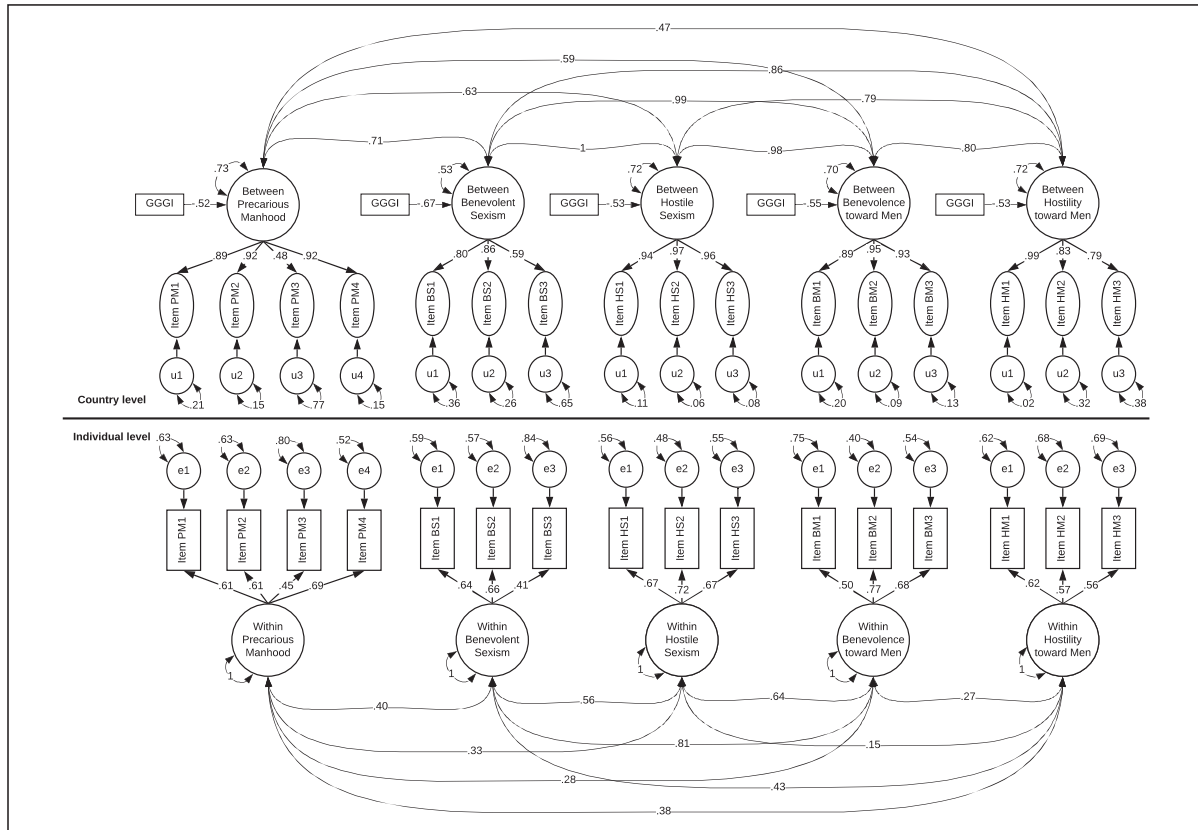 .47
.59
.86
.63
.99
.79
.71
1
.98
.80
.73
.53
.72
.70
.72
GGGI
-.52
Between
Precarious
Manhood
GGGI
-.67
Between
Benevolent
Sexism
GGGI
-.53
Between
Hostile
Sexism
GGGI
-.55
Between
Benevolence
toward Men
GGGI
-.53
Between
Hostility
toward Men
.89 .92 .48 .92
.80 .86 .59
.94 .97 .96
.89 .95 .93
.99 .83 .79
Item PM1
Item PM2
Item PM3
Item PM4
Item BS1
Item BS2
Item BS3
Item HS1
Item HS2
Item HS3
Item BM1
Item BM2
Item BM3
Item HM1
Item HM2
Item HM3
u1 u2 u3 u4
u1 u2 u3
u1 u2 u3
u1 u2 u3
u1 u2 u3
Country level
.21 .15 .77 .15
.36 .26 .65
.11 .06 .08
.20 .09 .13
.02 .32 .38
Individual level
.63 .63 .80 .52
.59 .57 .84
.56 .48 .55
.75 .40 .54
.62 .68 .69
e1 e2 e3 e4
e1 e2 e3
e1 e2 e3
e1 e2 e3
e1 e2 e3
Item PM1
Item PM2
Item PM3
Item PM4
Item BS1
Item BS2
Item BS3
Item HS1
Item HS2
Item HS3
Item BM1
Item BM2
Item BM3
Item HM1
Item HM2
Item HM3
.61 .61 .45 .69
.64 .66 .41
.67 .72 .67
.50 .77 .68
.62 .57 .56
Within
Precarious
Manhood
1
Within
Benevolent
Sexism
1
Within
Hostile
Sexism
1
Within
Benevolence
toward Men
1
Within
Hostility
toward Men
1
.40
.56
.64
.27
.33
.81
.15
.28
.43
.38